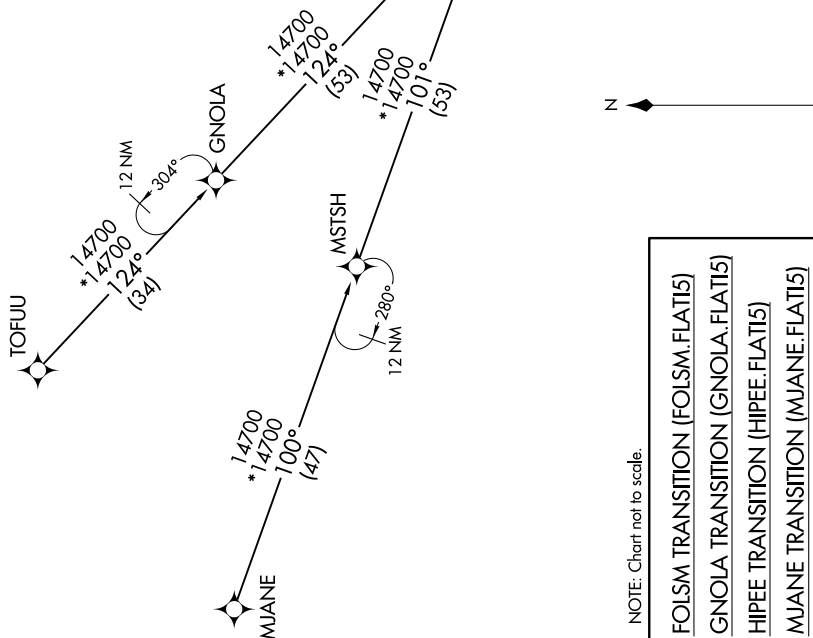 14700
*14700
124°
(53)
14700
*14700
101°
(53)
GNOLA
12 NM
304°
14700
*14700
124°
(34)
TOFUU
MSTSH
280°
12 NM
14700
*14700
100°
(47)
MJANE
N
NOTE: Chart not to scale.
FOLSM TRANSITION (FOLSM.FLATI5)
GNOLA TRANSITION (GNOLA.FLATI5)
HIPEE TRANSITION (HIPEE.FLATI5)
MJANE TRANSITION (MJANE.FLATI5)